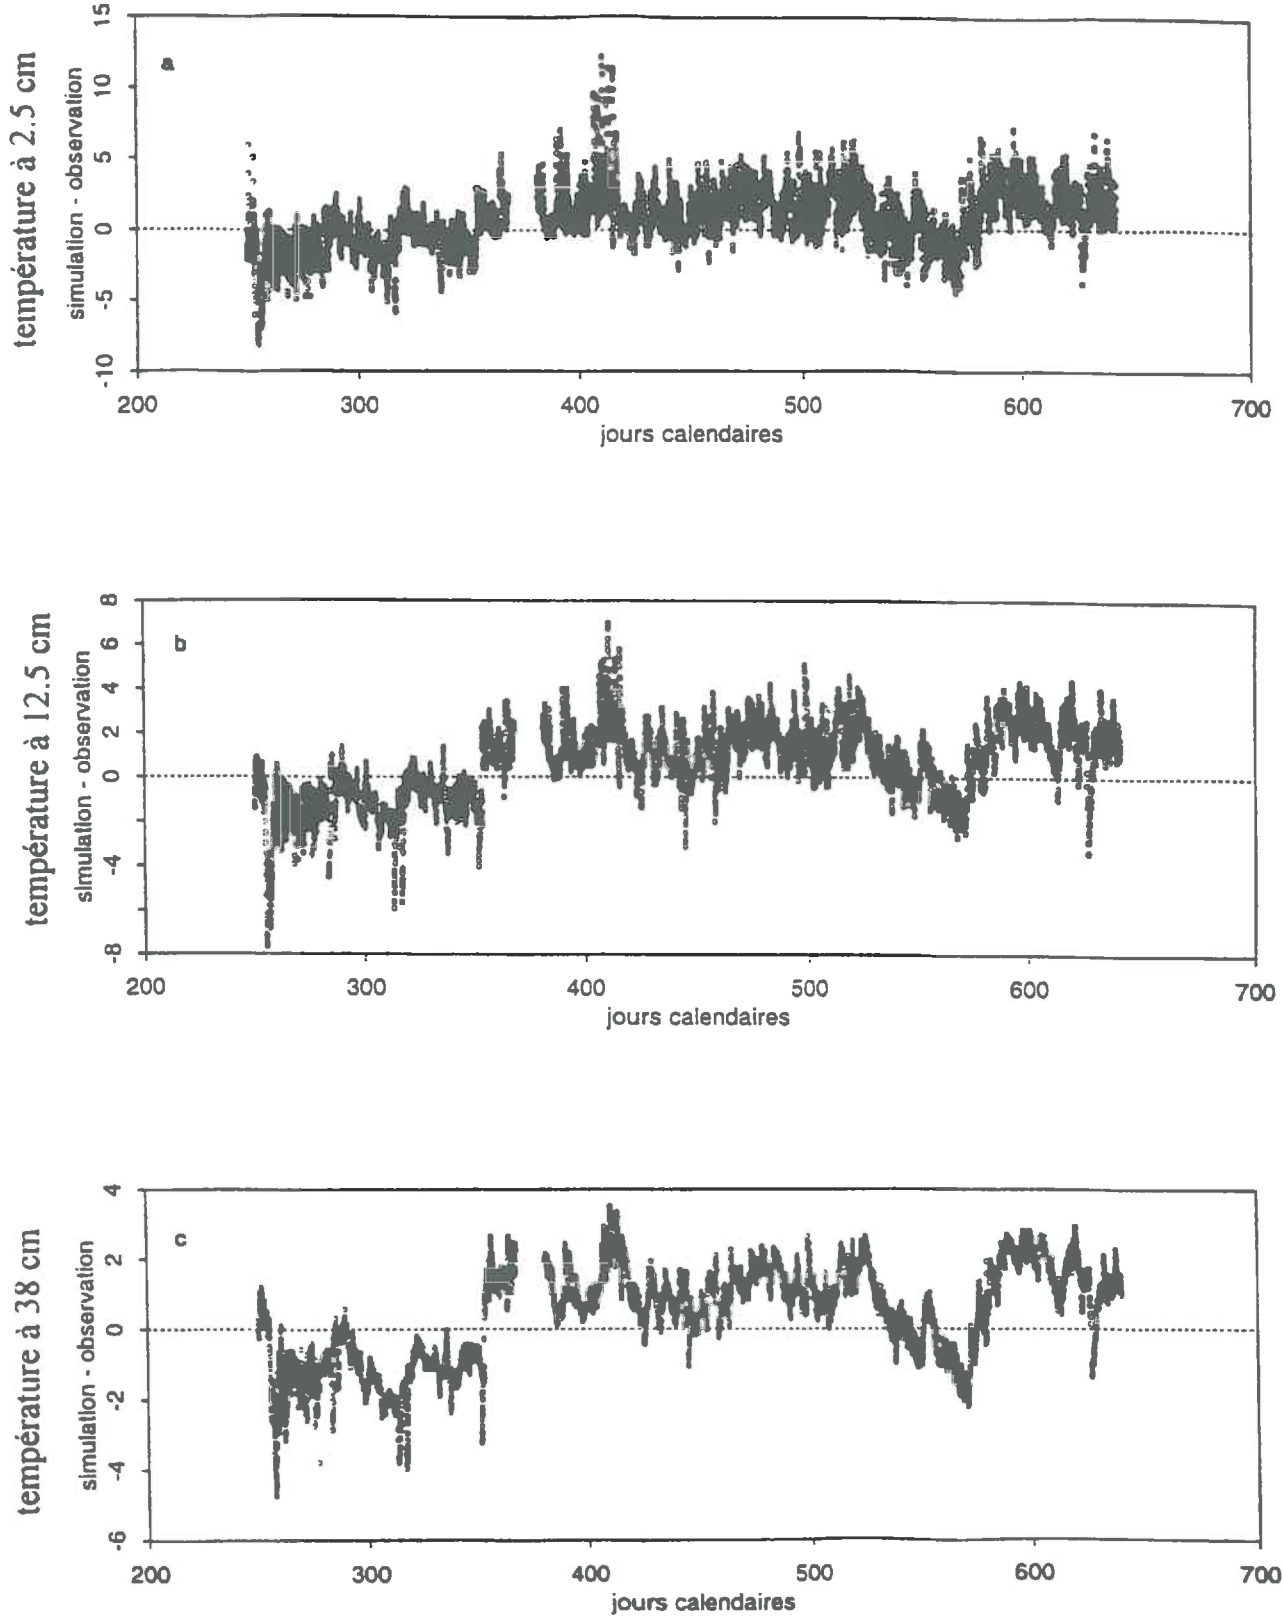 température à 2.5 cm
simulation - observation
15
10
5
0
-5
-10
a
200 300 400 500 600 700
jours calendaires
température à 12.5 cm
simulation - observation
8
6
4
2
0
-4
-8
b
200 300 400 500 600 700
jours calendaires
température à 38 cm
simulation - observation
4
2
0
-2
-4
-6
c
200 300 400 500 600 700
jours calendaires